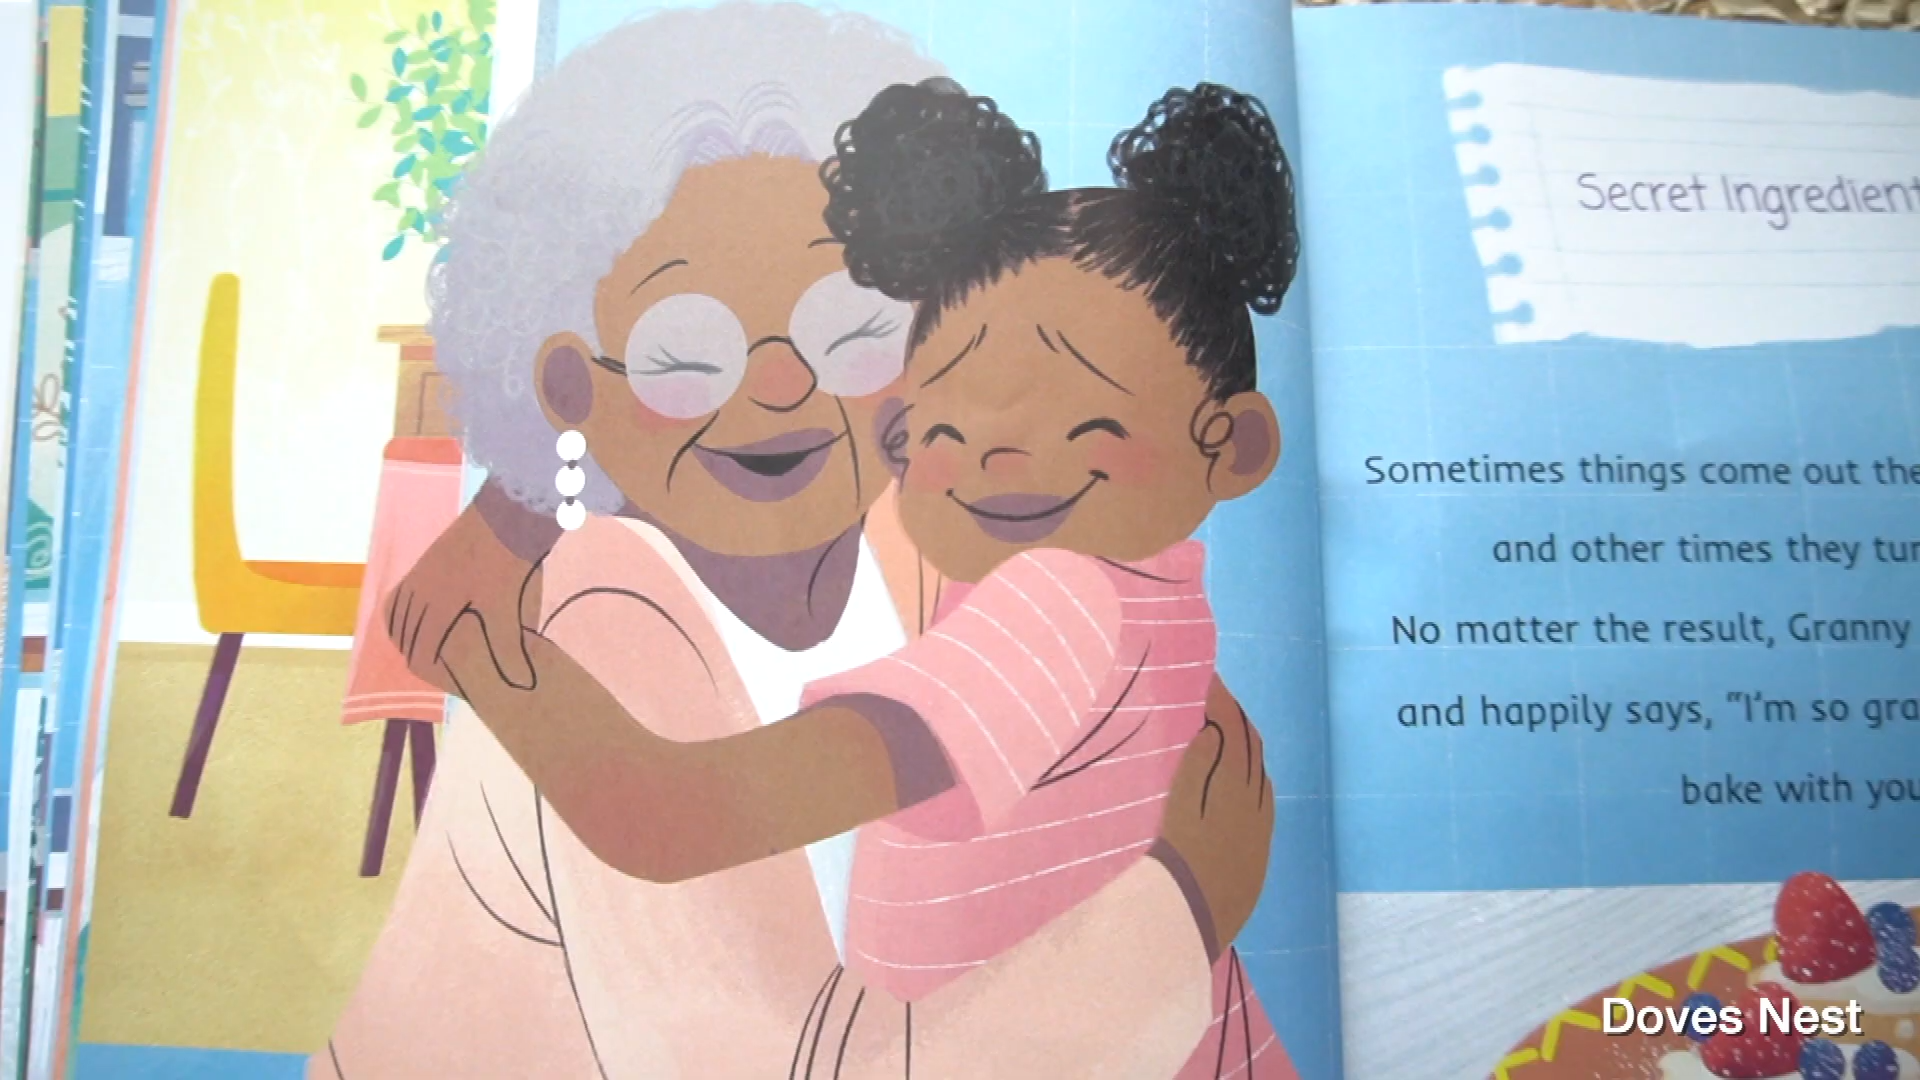 Secret Ingredient
Sometimes things come out the
and other times they tur
No matter the result, Granny
and happily says, "I'm so gra
bake with you
Doves Nest